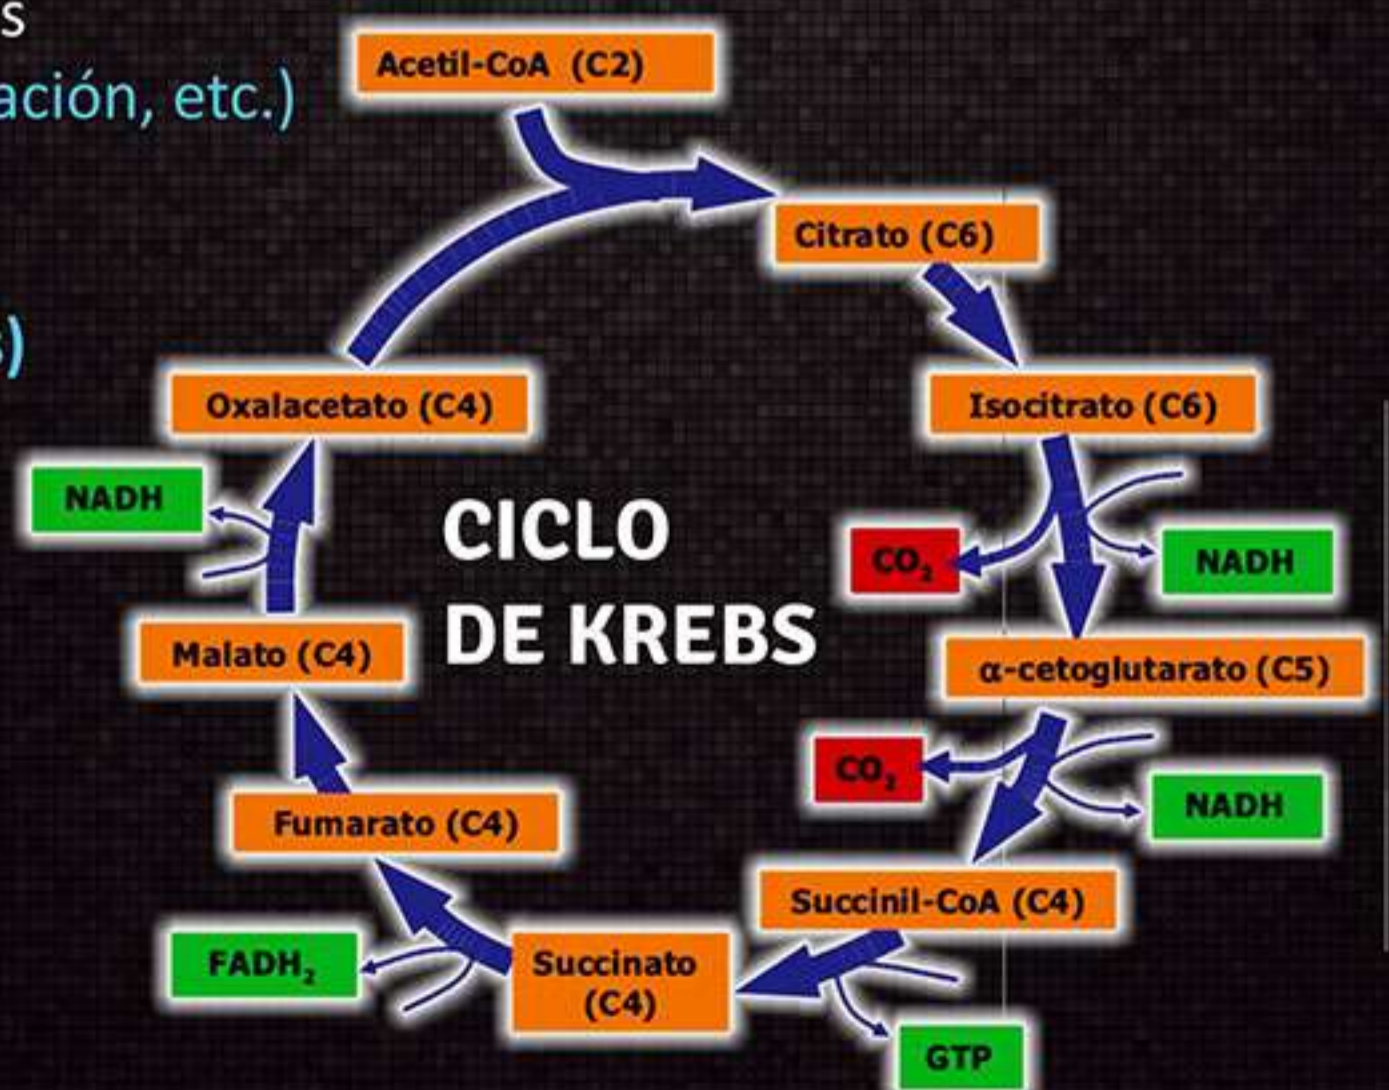 s
ación, etc.)
s)
Acetil-CoA (C2)
Citrato (C6)
Isocitrato (C6)
CO₂
NADH
α-cetoglutarato (C5)
CO₂
NADH
Succinil-CoA (C4)
GTP
Succinato
(C4)
FADH₂
Fumarato (C4)
Malato (C4)
NADH
Oxalacetato (C4)
CICLO
DE KREBS